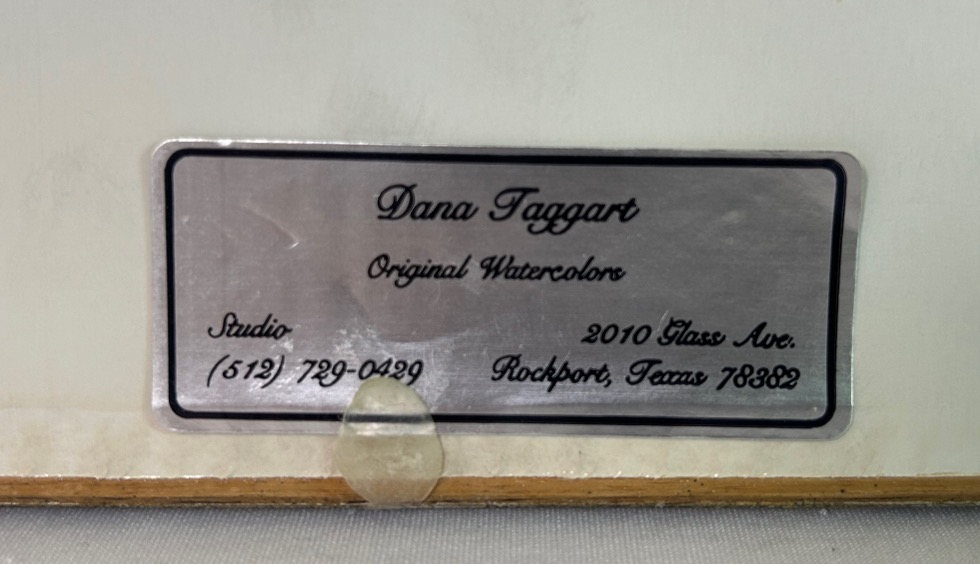 Dana Taggart
Original Watercolors
Studio
(512) 729-0429
2010 Glass Ave.
Rockport, Texas 78382